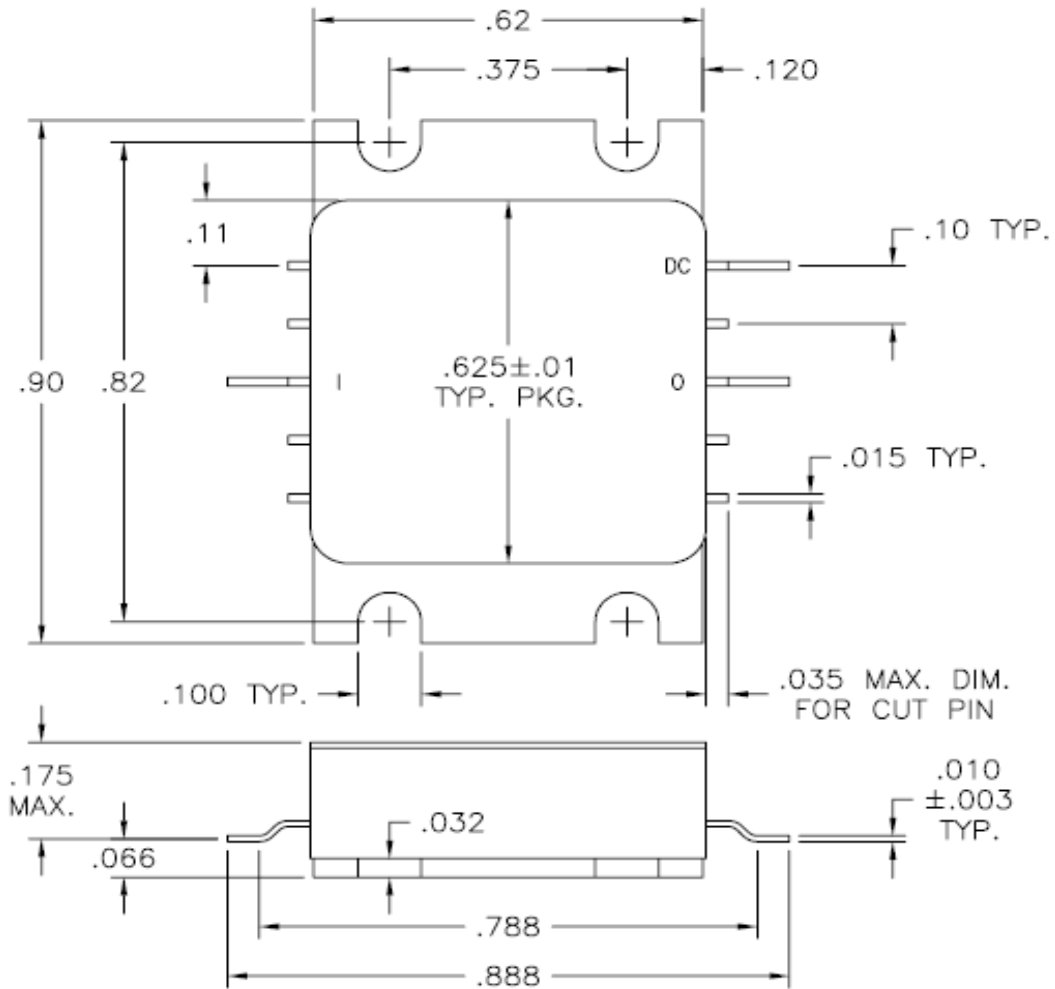 .62
.375
.120
.11
DC
.10 TYP.
.90
.82
I
.625±.01
TYP. PKG.
O
.015 TYP.
.100 TYP.
.035 MAX. DIM.
FOR CUT PIN
.175
MAX.
.066
.032
.010
±.003
TYP.
.788
.888